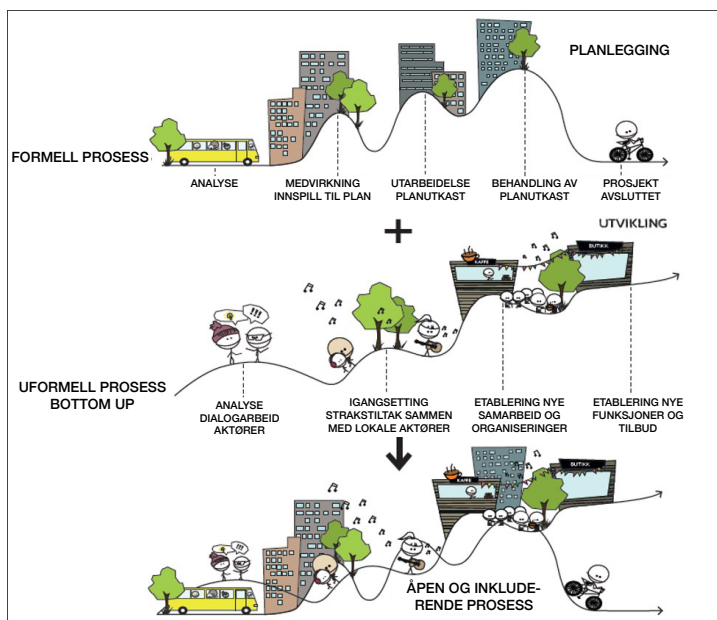 PLANLEGGING
FORMELL PROSESS
ANALYSE
MEDVIRKNING
INNSPILL TIL PLAN
UTARBEIDELSE
PLANUTKAST
BEHANDLING AV
PLANUTKAST
PROSJEKT
AVSLUTTET
+
UTVIKLING
KAFFE
BUTIKK
!!!
UFORMELL PROSESS
BOTTOM UP
ANALYSE
DIALOGARBEID
AKTØRER
IGANGSETTING
STRAKSTILTAK SAMMEN
MED LOKALE AKTØRER
ETABLERING NYE
SAMARBEID OG
ORGANISERINGER
ETABLERING NYE
FUNKSJONER OG
TILBUD
KAFFE
BUTIKK
!!!
ÅPEN OG INKLUDE-
RENDE PROSESS